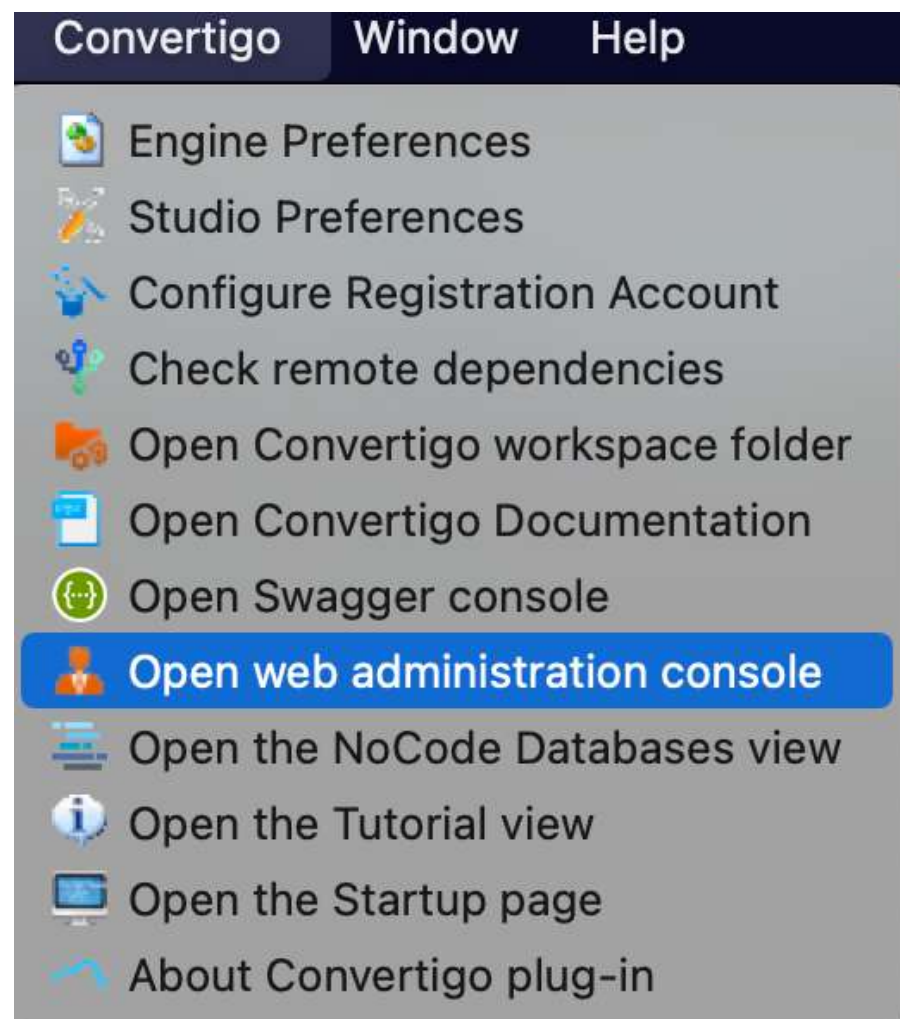 Convertigo Window Help
Engine Preferences
Studio Preferences
Configure Registration Account
Check remote dependencies
Open Convertigo workspace folder
Open Convertigo Documentation
Open Swagger console
Open web administration console
Open the NoCode Databases view
Open the Tutorial view
Open the Startup page
About Convertigo plug-in